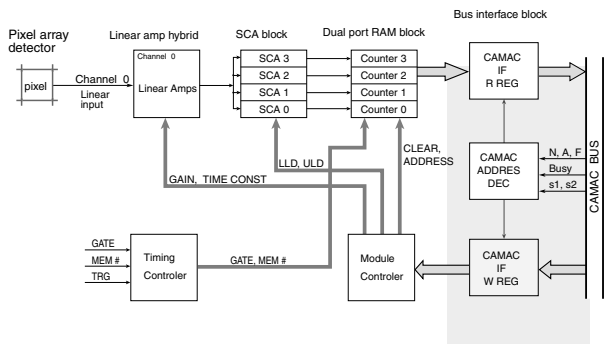 Bus interface block
Pixel array
detector
Linear amp hybrid
SCA block
Dual port RAM block
pixel
Channel 0
Linear
input
Channel 0
Linear Amps
SCA 3
SCA 2
SCA 1
SCA 0
Counter 3
Counter 2
Counter 1
Counter 0
CAMAC
IF
R REG
CAMAC
ADDRES
DEC
N, A, F
Busy
s1, s2
CAMAC BUS
CLEAR,
ADDRESS
LLD, ULD
GAIN, TIME CONST
GATE
MEM #
TRG
Timing
Controler
GATE, MEM #
Module
Controler
CAMAC
IF
W REG